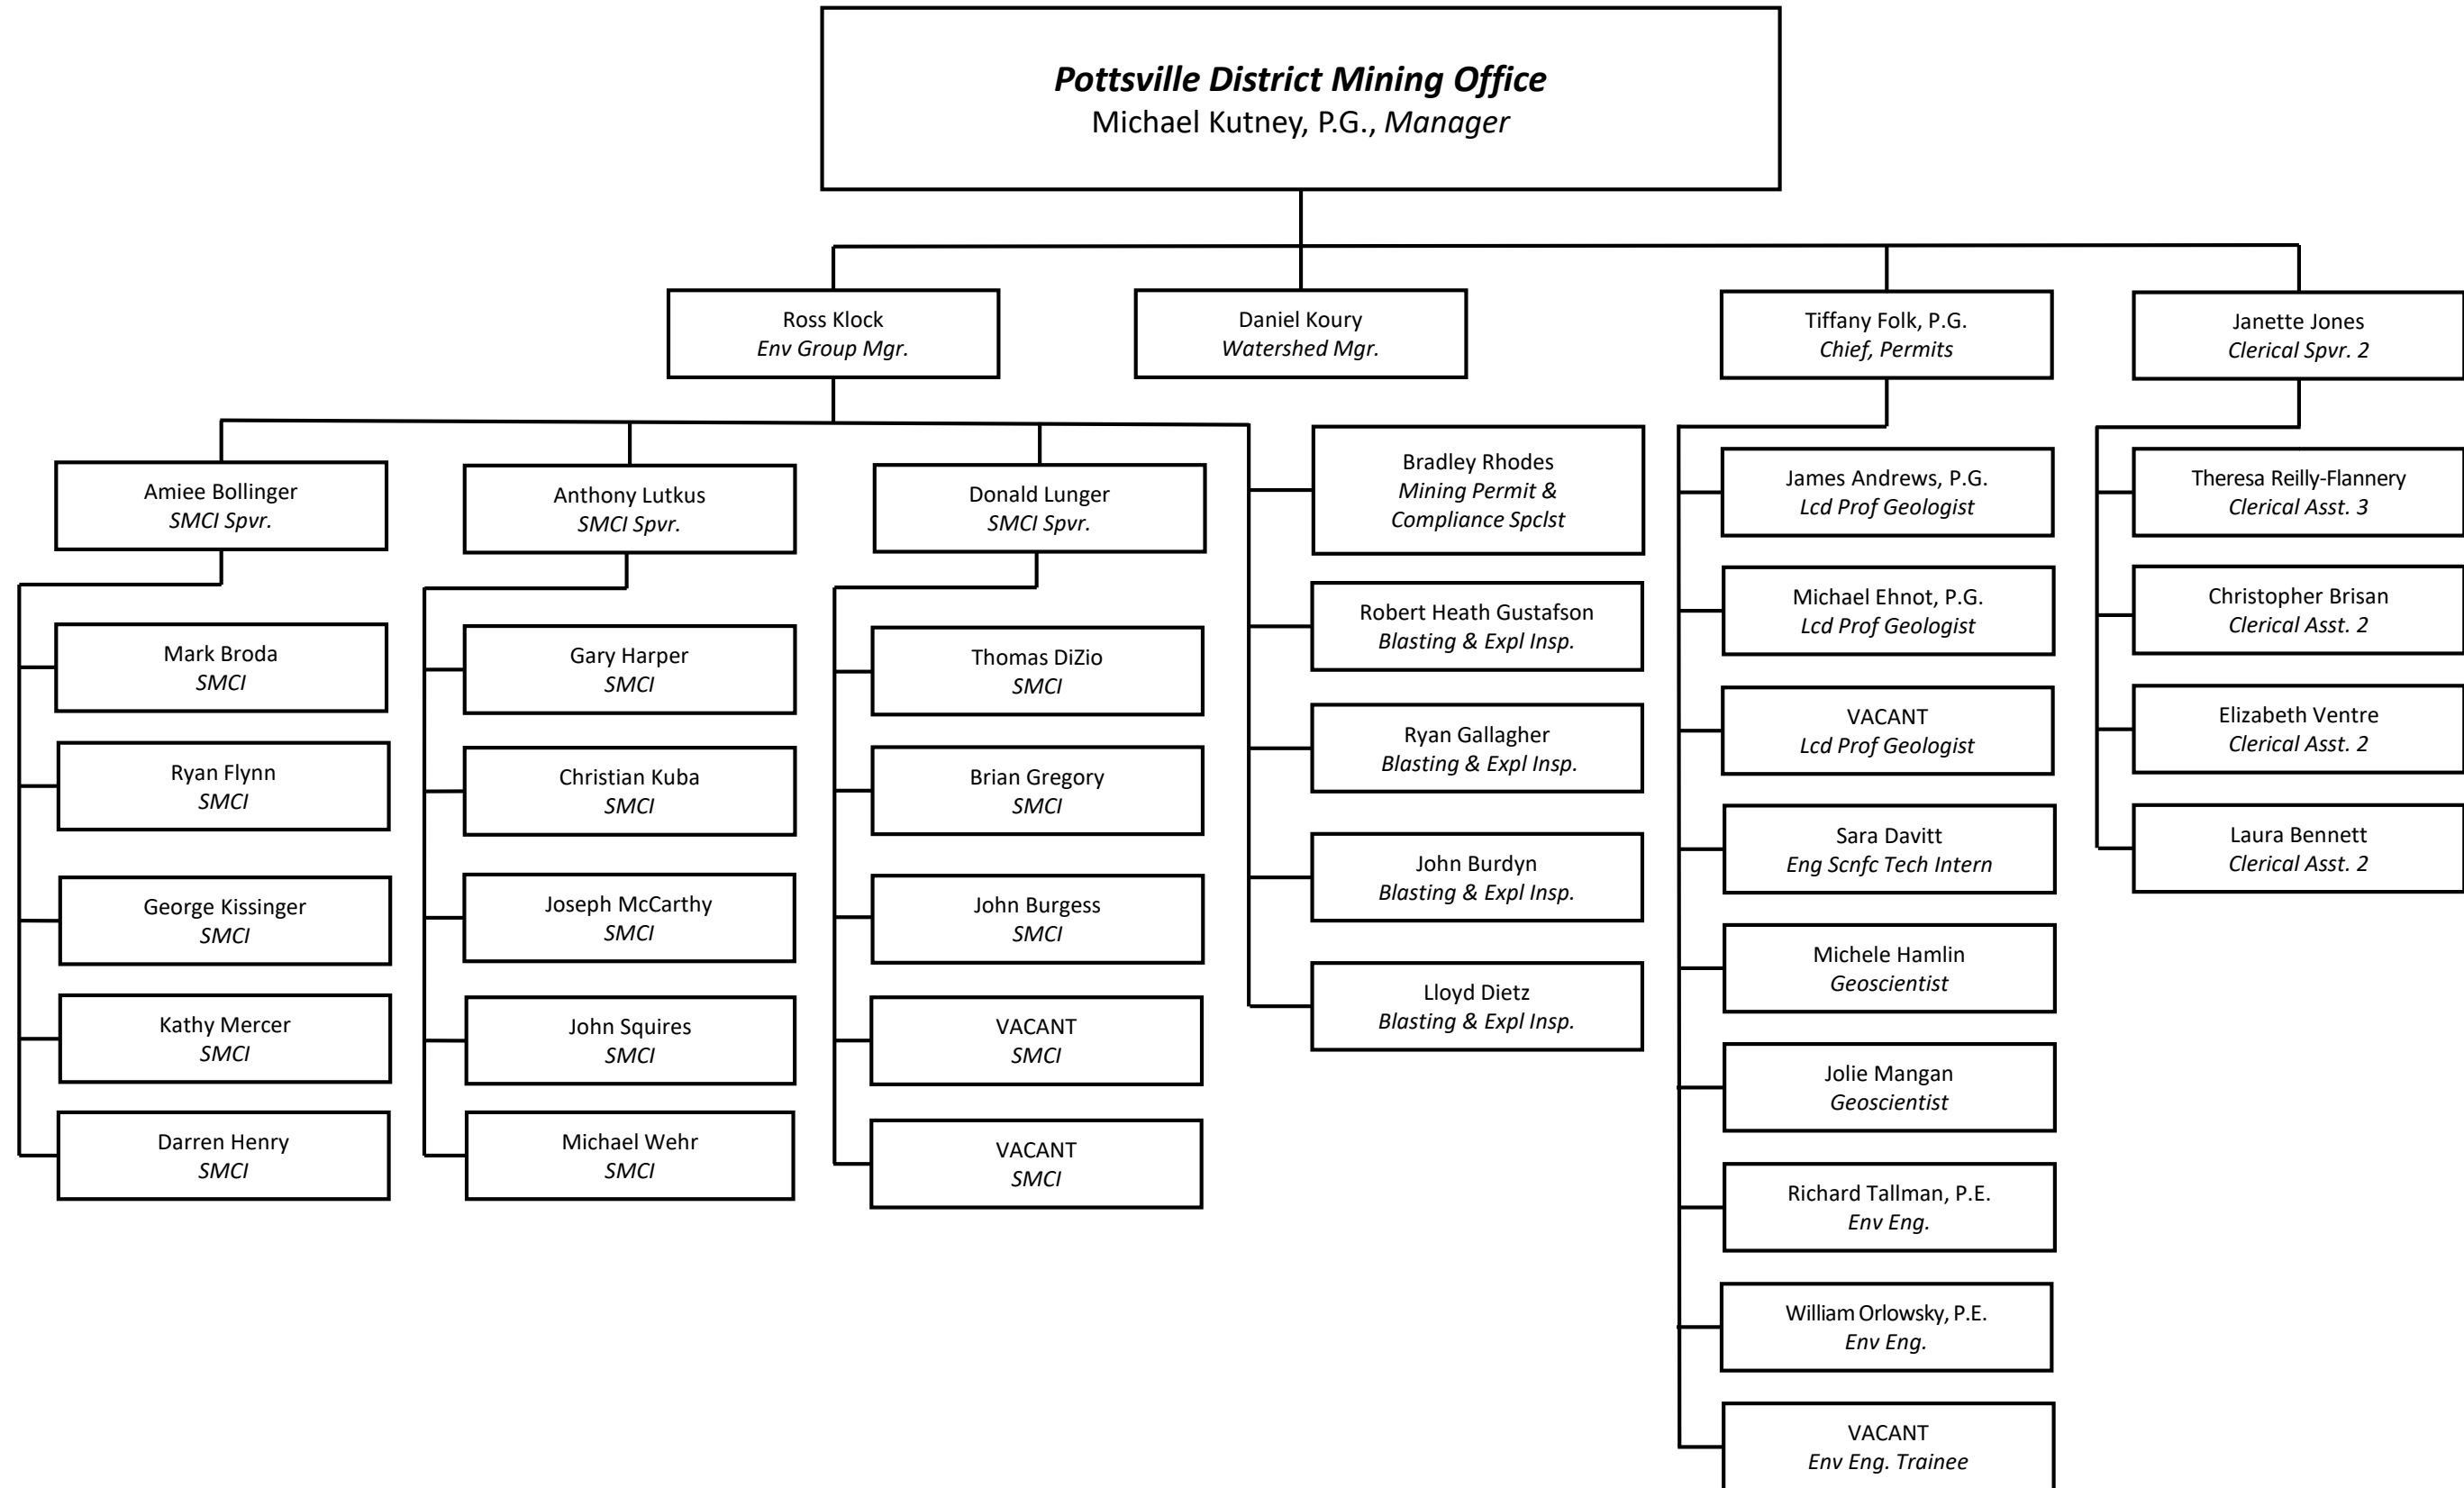 Pottsville District Mining Office
Michael Kutney, P.G., Manager
Ross Klock
Env Group Mgr.
Daniel Koury
Watershed Mgr.
Tiffany Folk, P.G.
Chief, Permits
Janette Jones
Clerical Spvr. 2
Amiee Bollinger
SMCI Spvr.
Mark Broda
SMCI
Ryan Flynn
SMCI
George Kissinger
SMCI
Kathy Mercer
SMCI
Darren Henry
SMCI
Anthony Lutkus
SMCI Spvr.
Gary Harper
SMCI
Christian Kuba
SMCI
Joseph McCarthy
SMCI
John Squires
SMCI
Michael Wehr
SMCI
Donald Lunger
SMCI Spvr.
Thomas DiZio
SMCI
Brian Gregory
SMCI
John Burgess
SMCI
VACANT
SMCI
VACANT
SMCI
Bradley Rhodes
Mining Permit &
Compliance Spclst
Robert Heath Gustafson
Blasting & Expl Insp.
Ryan Gallagher
Blasting & Expl Insp.
John Burdyn
Blasting & Expl Insp.
Lloyd Dietz
Blasting & Expl Insp.
James Andrews, P.G.
Lcd Prof Geologist
Michael Ehnot, P.G.
Lcd Prof Geologist
VACANT
Lcd Prof Geologist
Sara Davitt
Eng Scnfc Tech Intern
Michele Hamlin
Geoscientist
Jolie Mangan
Geoscientist
Richard Tallman, P.E.
Env Eng.
William Orlowsky, P.E.
Env Eng.
VACANT
Env Eng. Trainee
Theresa Reilly-Flannery
Clerical Asst. 3
Christopher Brisan
Clerical Asst. 2
Elizabeth Ventre
Clerical Asst. 2
Laura Bennett
Clerical Asst. 2